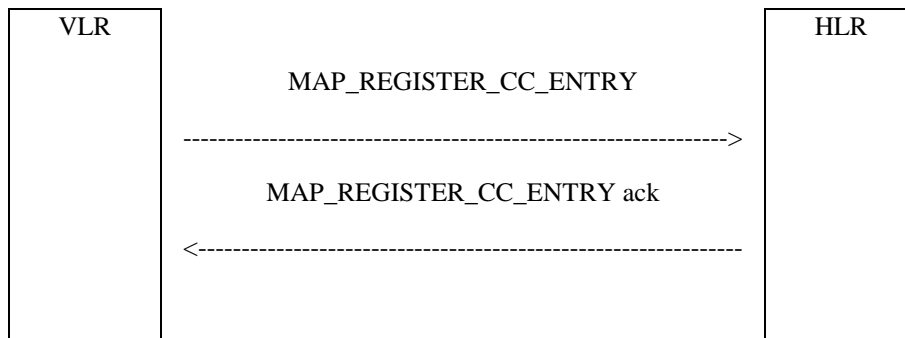 VLR
HLR
MAP_REGISTER_CC_ENTRY
------------------------------------------------------------->
MAP_REGISTER_CC_ENTRY ack
<-------------------------------------------------------------